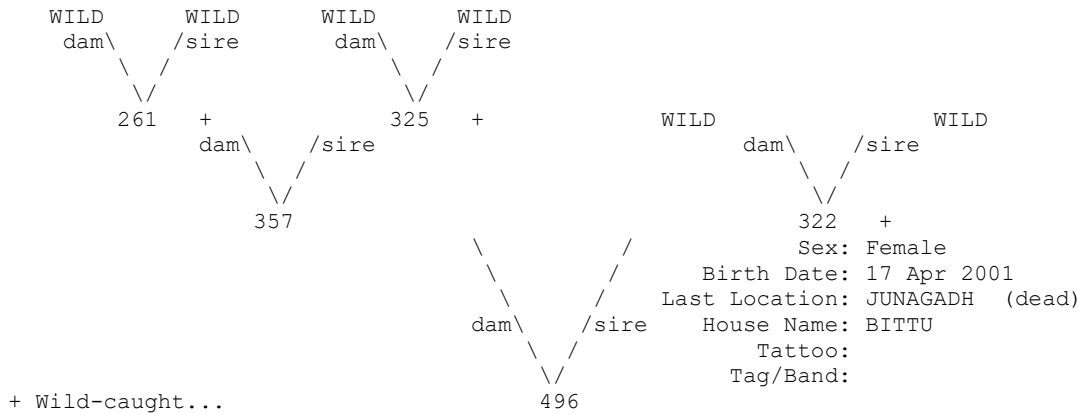 WILD WILD WILD WILD
dam\ /sire dam\ /sire
\ / \ /
\/ \/
261 + 325 + WILD WILD
dam\ /sire dam\ /sire
\ / \ /
\/ \/
357 322 +
\ / Sex: Female
\ / Birth Date: 17 Apr 2001
\ / Last Location: JUNAGADH (dead)
dam\ /sire House Name: BITTU
\ / Tattoo:
\/ Tag/Band:
+ Wild-caught... 496